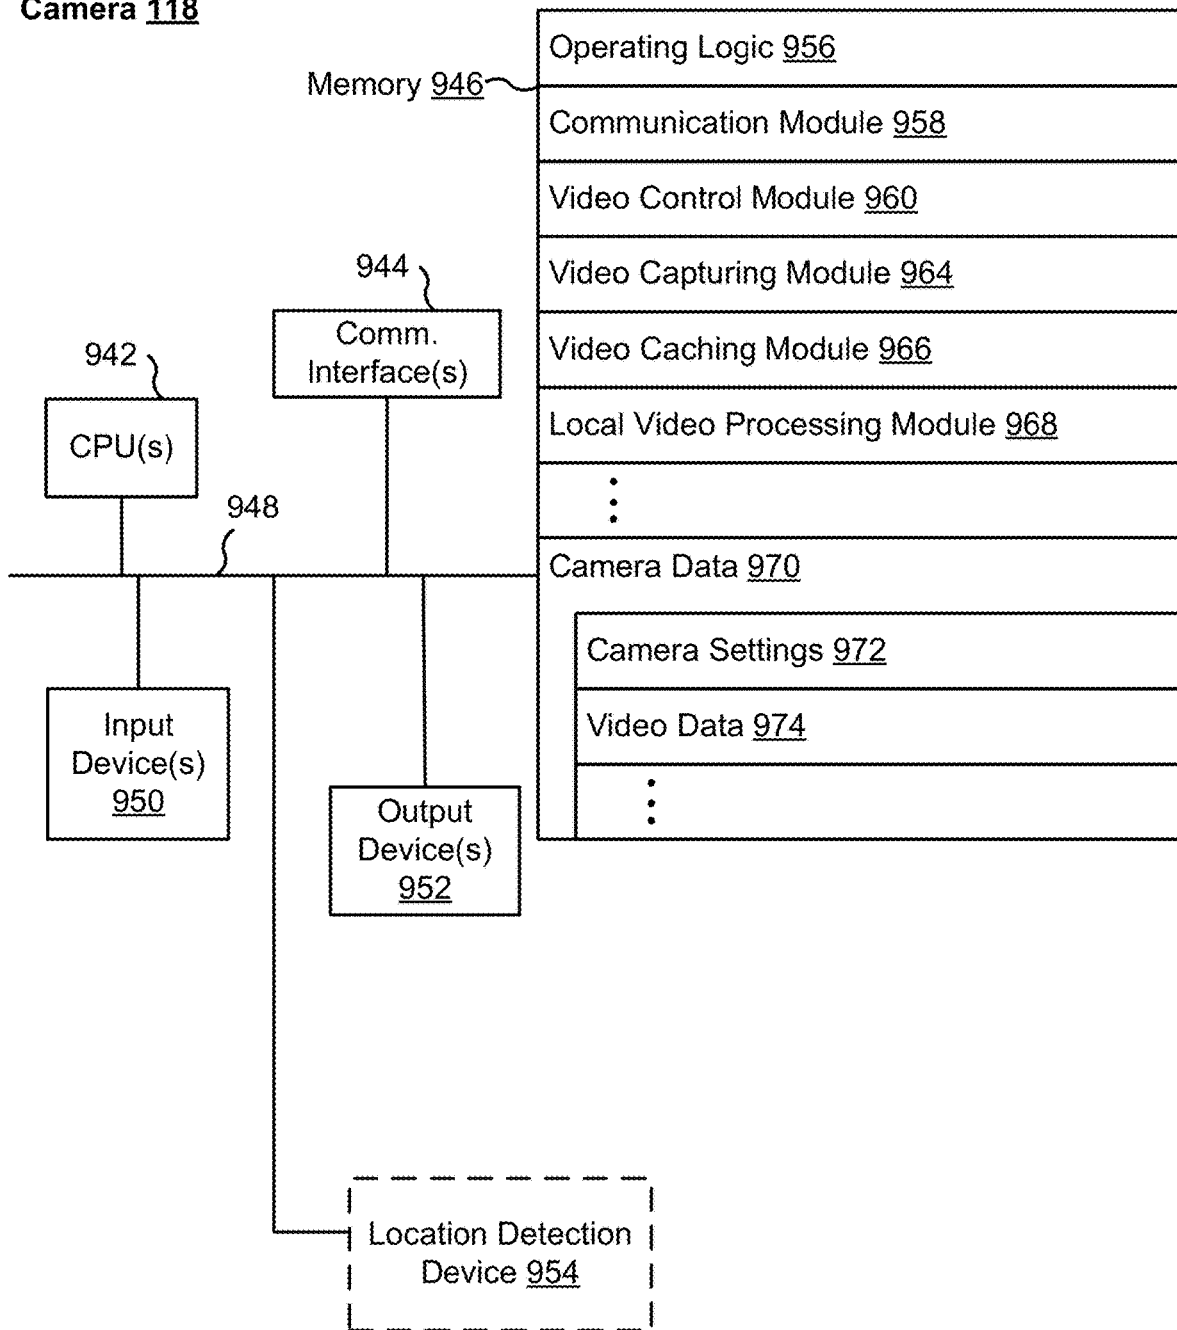 Camera 118
Operating Logic 956
Memory 946
Communication Module 958
Video Control Module 960
944
Video Capturing Module 964
Comm.
Interface(s)
942
Video Caching Module 966
CPU(s)
Local Video Processing Module 968
948
Camera Data 970
Camera Settings 972
Input
Device(s)
950
Video Data 974
Output
Device(s)
952
Location Detection
Device 954